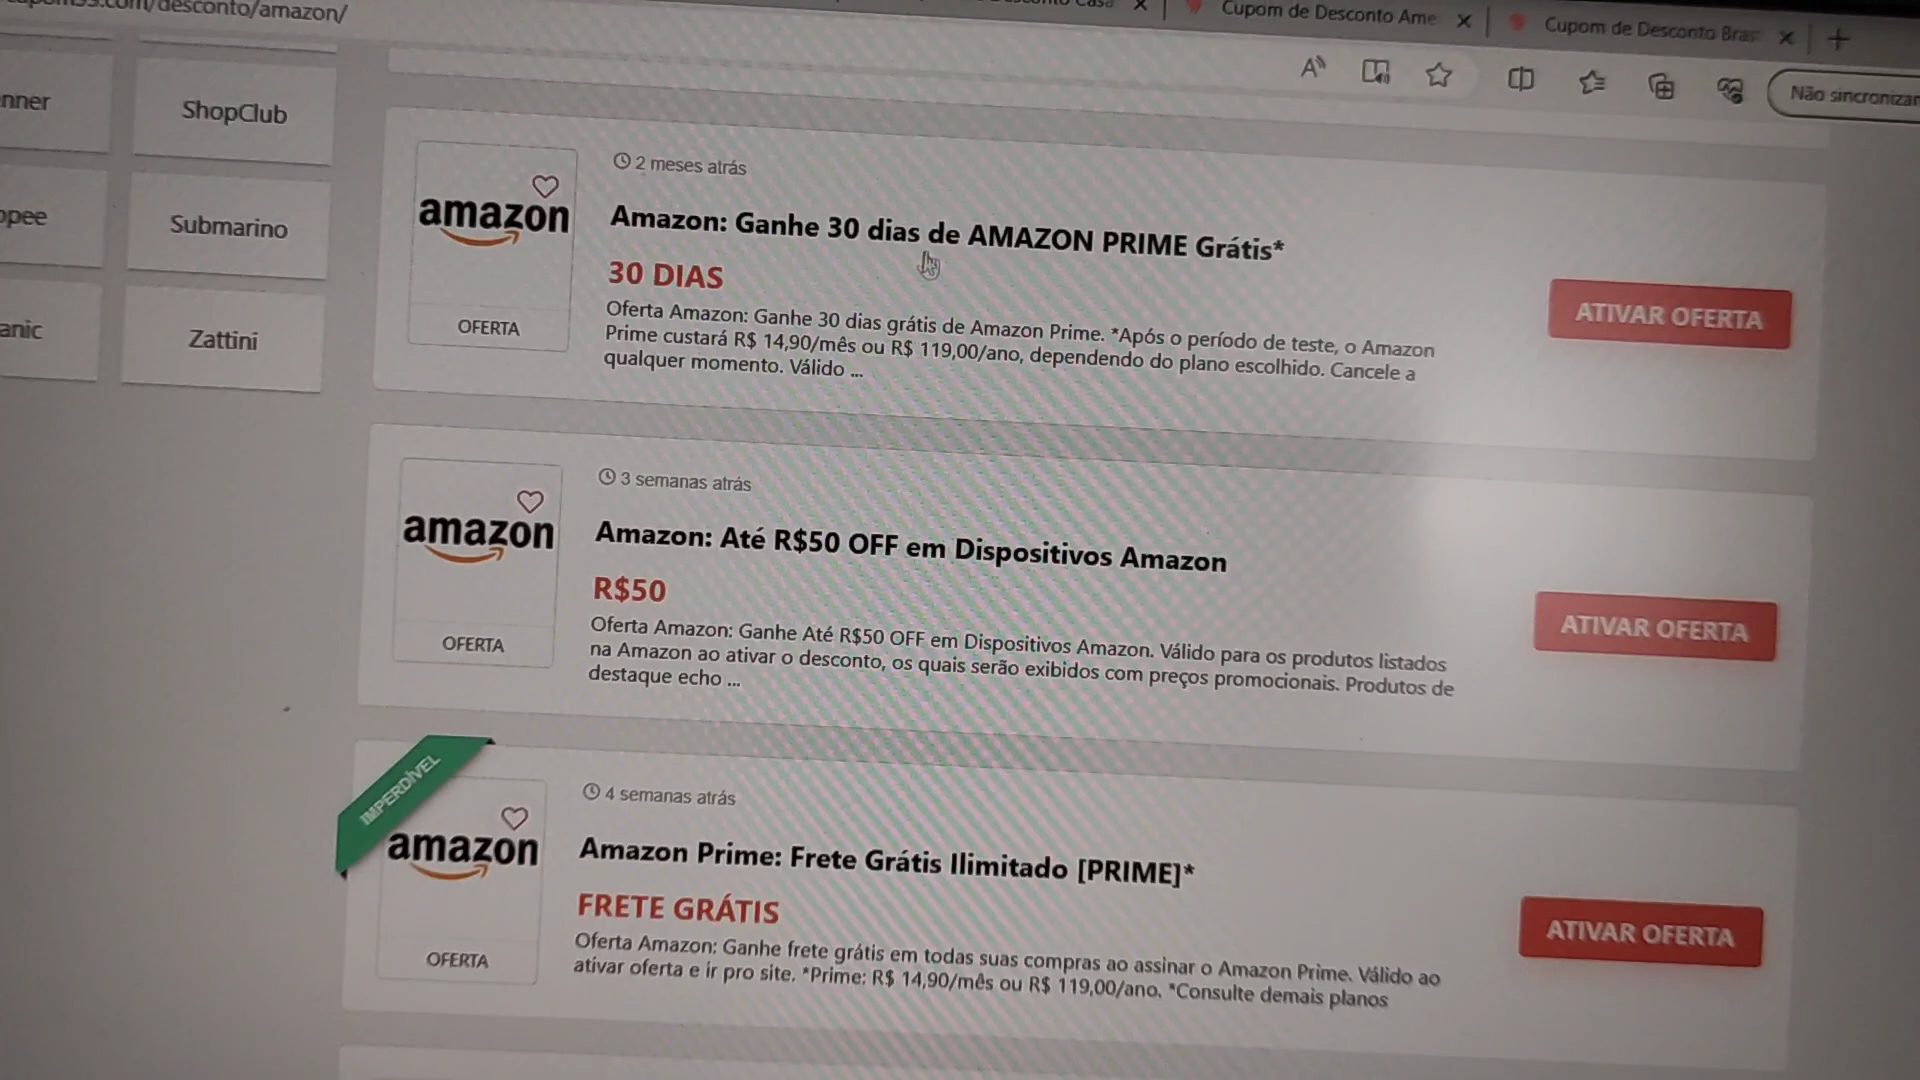 .com/desconto/amazon/
Cupom de Desconto Ame
Cupom de Desconto Bras
Não sincronizar
ShopClub
Submarino
Zattini
2 meses atrás
amazon
OFERTA
Amazon: Ganhe 30 dias de AMAZON PRIME Grátis*
30 DIAS
Oferta Amazon: Ganhe 30 dias grátis de Amazon Prime. *Após o período de teste, o Amazon
Prime custará R$ 14,90/mês ou R$ 119,00/ano, dependendo do plano escolhido. Cancele a
qualquer momento. Válido ...
ATIVAR OFERTA
3 semanas atrás
amazon
OFERTA
Amazon: Até R$50 OFF em Dispositivos Amazon
R$50
Oferta Amazon: Ganhe Até R$50 OFF em Dispositivos Amazon. Válido para os produtos listados
na Amazon ao ativar o desconto, os quais serão exibidos com preços promocionais. Produtos de
destaque echo ...
ATIVAR OFERTA
IMPERDÍVEL
4 semanas atrás
amazon
OFERTA
Amazon Prime: Frete Grátis Ilimitado [PRIME]*
FRETE GRÁTIS
Oferta Amazon: Ganhe frete grátis em todas suas compras ao assinar o Amazon Prime. Válido ao
ativar oferta e ir pro site. *Prime: R$ 14,90/mês ou R$ 119,00/ano. *Consulte demais planos
ATIVAR OFERTA